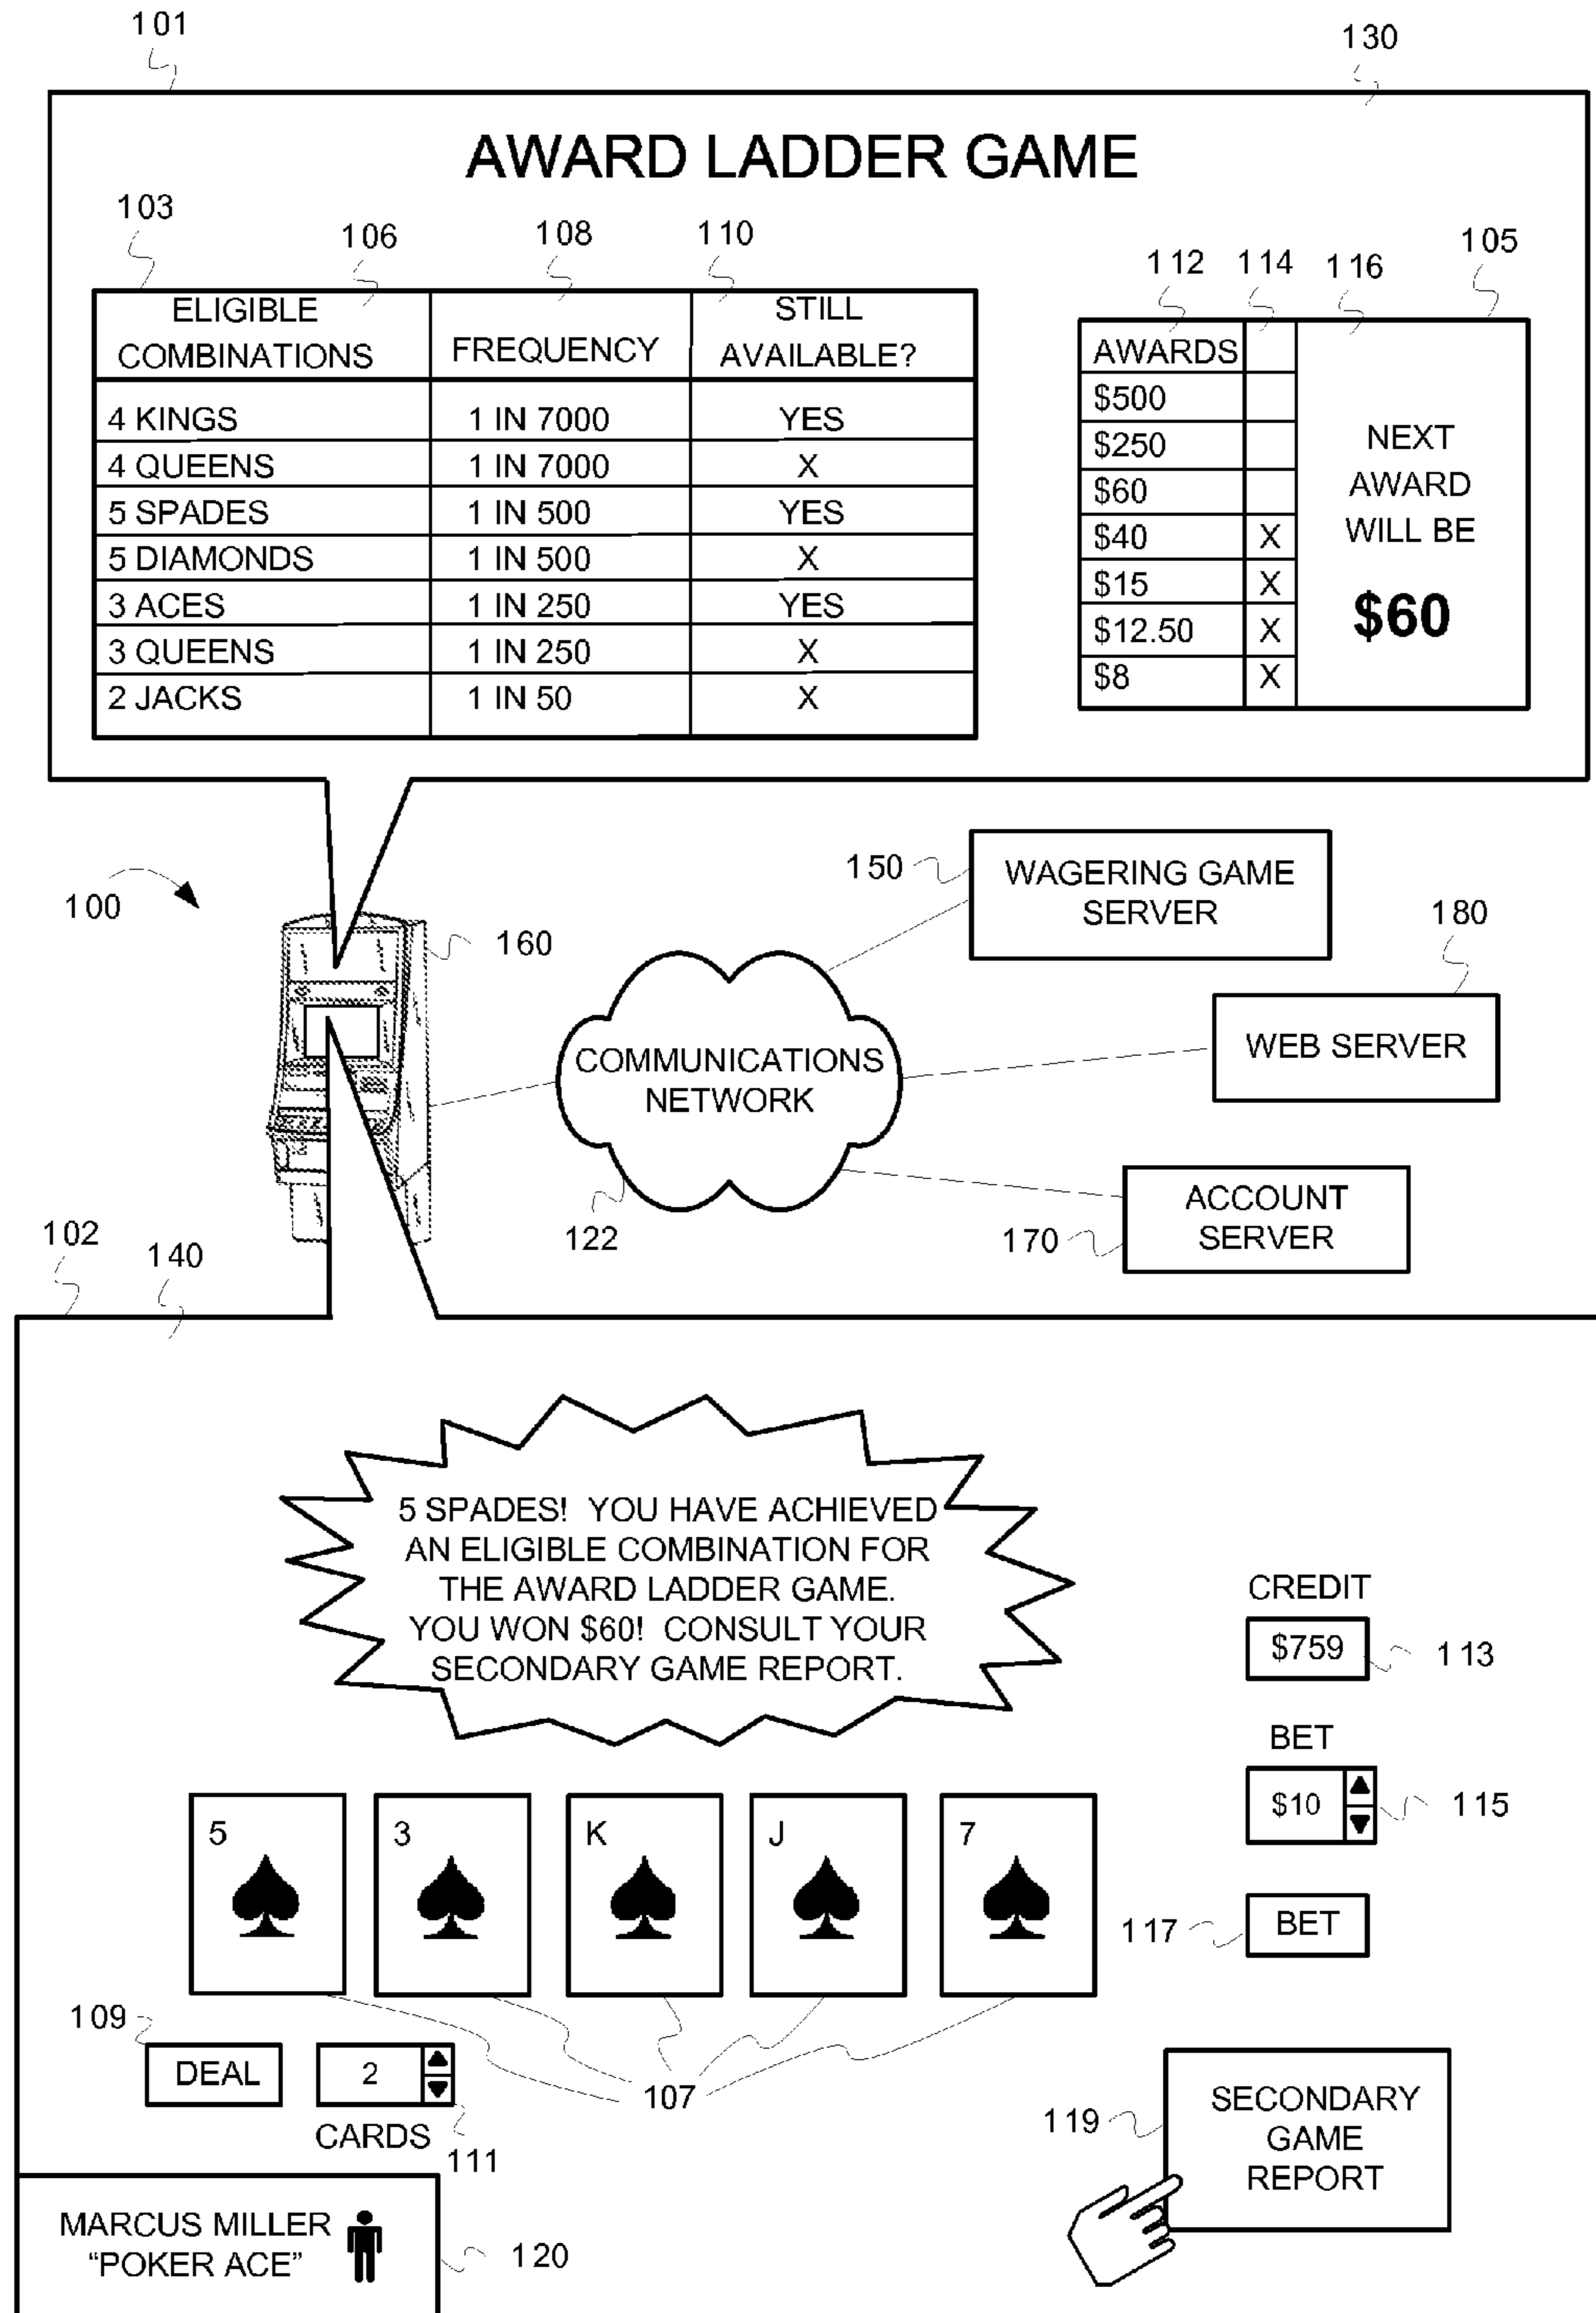 101
130
AWARD LADDER GAME
103
106
108
110
112
114
116
105
ELIGIBLE COMBINATIONS FREQUENCY STILL AVAILABLE?
4 KINGS 1 IN 7000 YES
4 QUEENS 1 IN 7000 X
5 SPADES 1 IN 500 YES
5 DIAMONDS 1 IN 500 X
3 ACES 1 IN 250 YES
3 QUEENS 1 IN 250 X
2 JACKS 1 IN 50 X
AWARDS
$500
$250
$60
$40 X
$15 X
$12.50 X
$8 X
NEXT
AWARD
WILL BE
$60
100
160
150
WAGERING GAME
SERVER
180
WEB SERVER
COMMUNICATIONS
NETWORK
122
170
ACCOUNT
SERVER
102
140
5 SPADES! YOU HAVE ACHIEVED
AN ELIGIBLE COMBINATION FOR
THE AWARD LADDER GAME.
YOU WON $60! CONSULT YOUR
SECONDARY GAME REPORT.
CREDIT
$759
113
BET
$10
115
117
BET
5 3 K J 7
107
109
DEAL
2
CARDS
111
119
SECONDARY
GAME
REPORT
MARCUS MILLER
“POKER ACE”
120